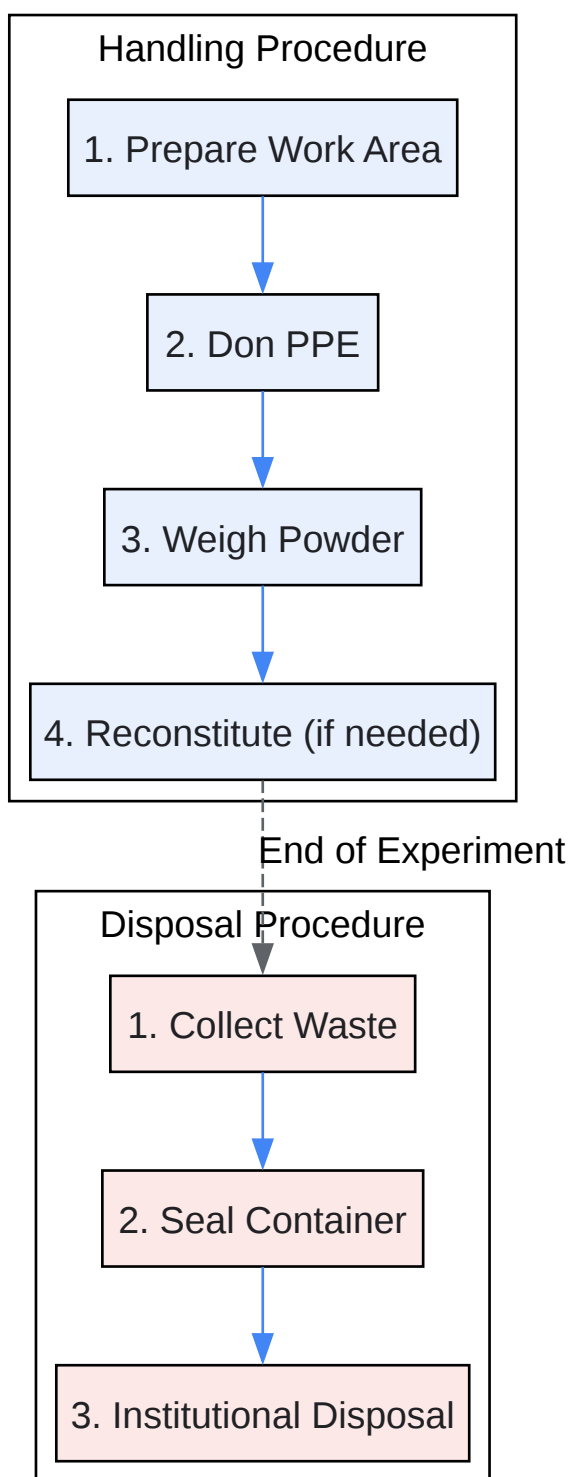 Handling Procedure
1. Prepare Work Area
2. Don PPE
3. Weigh Powder
4. Reconstitute (if needed)
End of Experiment
Disposal Procedure
1. Collect Waste
2. Seal Container
3. Institutional Disposal